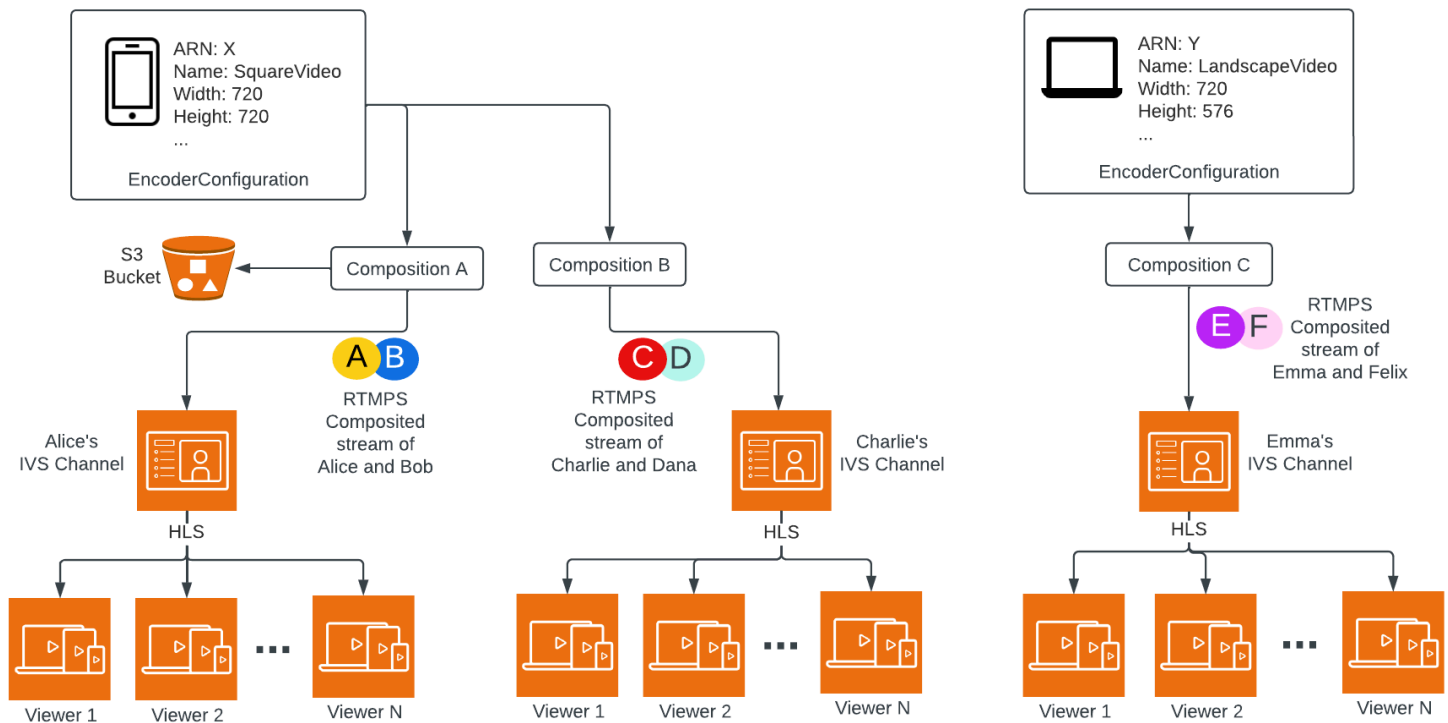 ARN: X
Name: SquareVideo
Width: 720
Height: 720
...
EncoderConfiguration
ARN: Y
Name: LandscapeVideo
Width: 720
Height: 576
...
EncoderConfiguration
S3
Bucket
Composition A
Composition B
Composition C
A B
RTMPS
Composited
stream of
Alice and Bob
C D
RTMPS
Composited
stream of
Charlie and Dana
E F
RTMPS
Composited
stream of
Emma and Felix
Alice's
IVS Channel
Charlie's
IVS Channel
Emma's
IVS Channel
HLS
HLS
HLS
Viewer 1
Viewer 2
...
Viewer N
Viewer 1
Viewer 2
...
Viewer N
Viewer 1
Viewer 2
...
Viewer N